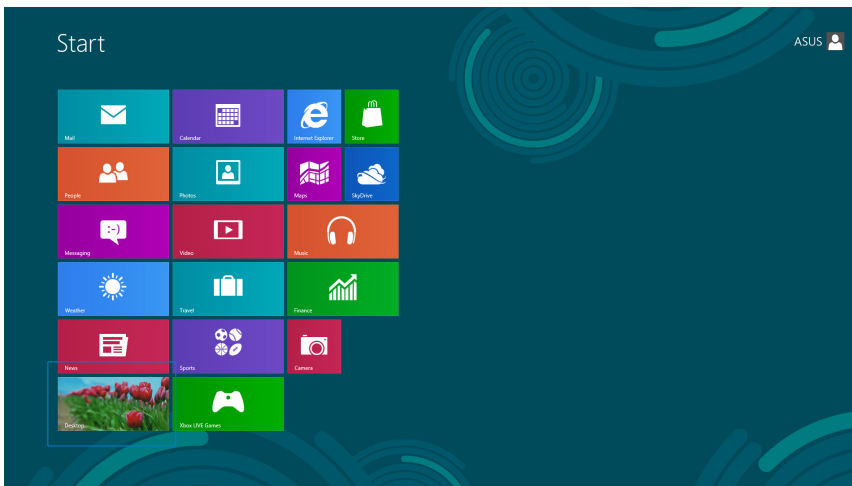 Start
ASUS
Mail
Calendar
Internet Explorer
Store
People
Photos
Maps
SkyDrive
Messaging
:-)
Video
Music
Weather
Travel
Finance
News
Sports
Camera
Desktop
Xbox LIVE Games